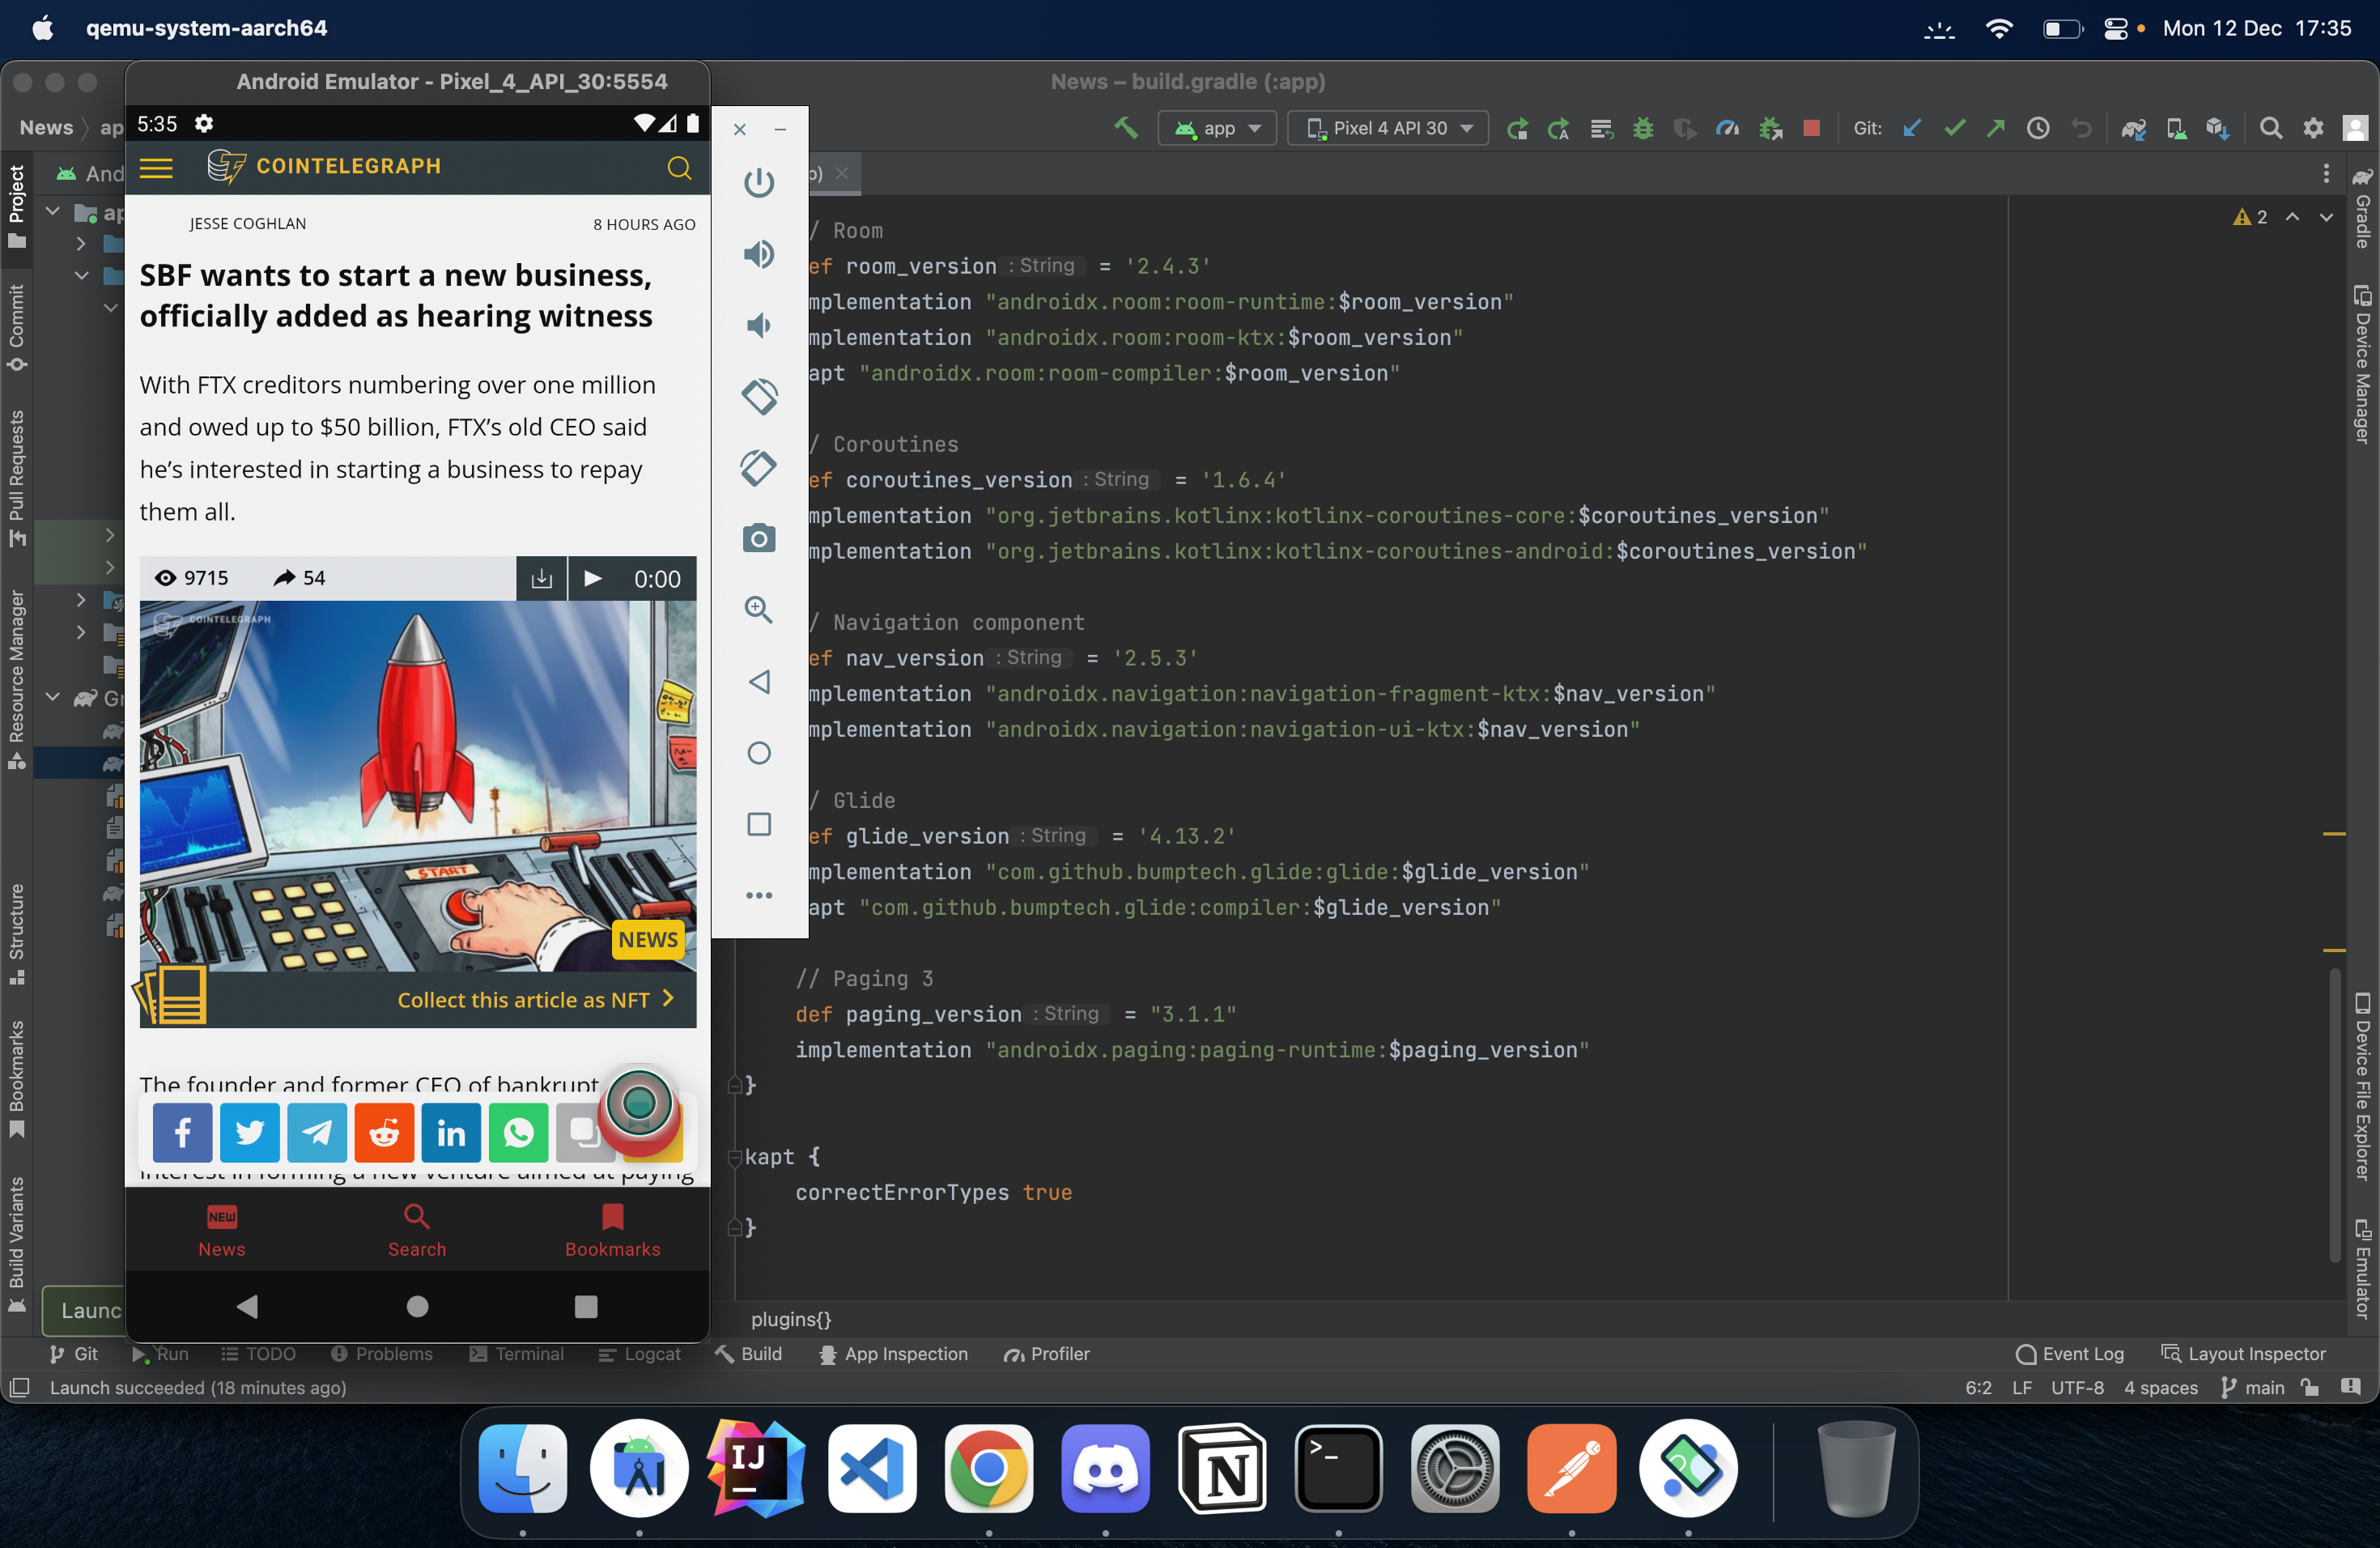 qemu-system-aarch64
Mon 12 Dec 17:35
Android Emulator - Pixel_4_API_30:5554
News – build.gradle (:app)
News
app
Pixel 4 API 30
Git:
5:35
COINTELEGRAPH
JESSE COGHLAN
8 HOURS AGO
SBF wants to start a new business,
officially added as hearing witness
With FTX creditors numbering over one million
and owed up to $50 billion, FTX’s old CEO said
he’s interested in starting a business to repay
them all.
9715
54
0:00
COINTELEGRAPH
START
NEWS
Collect this article as NFT
The founder and former CEO of bankrupt
interest in forming a new venture aimed at paying
NEW
News
Search
Bookmarks
Project
Commit
Pull Requests
Resource Manager
Structure
Bookmarks
Build Variants
2
/ Room
ef room_version : String = '2.4.3'
mplementation "androidx.room:room-runtime:$room_version"
mplementation "androidx.room:room-ktx:$room_version"
apt "androidx.room:room-compiler:$room_version"
/ Coroutines
ef coroutines_version : String = '1.6.4'
mplementation "org.jetbrains.kotlinx:kotlinx-coroutines-core:$coroutines_version"
mplementation "org.jetbrains.kotlinx:kotlinx-coroutines-android:$coroutines_version"
/ Navigation component
ef nav_version : String = '2.5.3'
mplementation "androidx.navigation:navigation-fragment-ktx:$nav_version"
mplementation "androidx.navigation:navigation-ui-ktx:$nav_version"
/ Glide
ef glide_version : String = '4.13.2'
mplementation "com.github.bumptech.glide:glide:$glide_version"
apt "com.github.bumptech.glide:compiler:$glide_version"
// Paging 3
def paging_version : String = "3.1.1"
implementation "androidx.paging:paging-runtime:$paging_version"
}
kapt {
correctErrorTypes true
}
plugins{}
Gradle
Device Manager
Device File Explorer
Emulator
Launc
Git
Run
TODO
Problems
Terminal
Logcat
Build
App Inspection
Profiler
Event Log
Layout Inspector
Launch succeeded (18 minutes ago)
6:2 LF UTF-8 4 spaces main
IJ
N